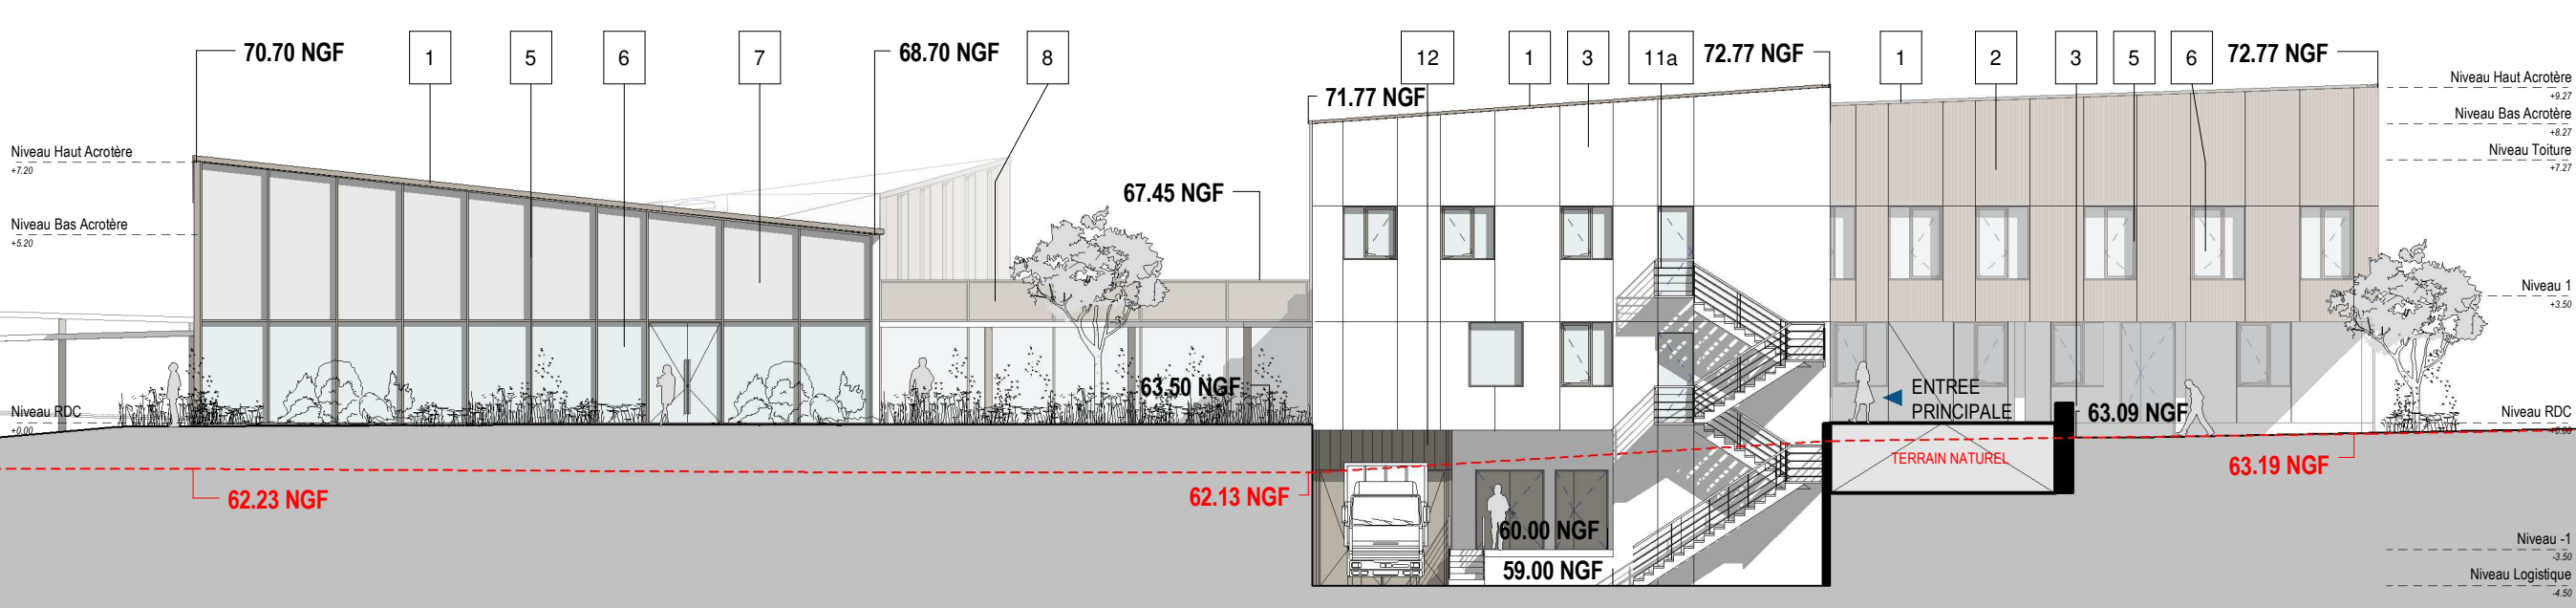 70.70 NGF
1
5
6
7
68.70 NGF
8
12
1
3
11a
72.77 NGF
1
2
3
5
6
72.77 NGF
71.77 NGF
Niveau Haut Acrotère
+9.27
Niveau Bas Acrotère
+8.27
Niveau Toiture
+7.27
Niveau Haut Acrotère
+7.20
67.45 NGF
Niveau Bas Acrotère
+5.20
Niveau 1
+3.50
63.50 NGF
ENTREE
PRINCIPALE
63.09 NGF
Niveau RDC
+0.00
Niveau RDC
+0.00
TERRAIN NATUREL
63.19 NGF
62.23 NGF
62.13 NGF
60.00 NGF
59.00 NGF
Niveau -1
-3.50
Niveau Logistique
-4.50